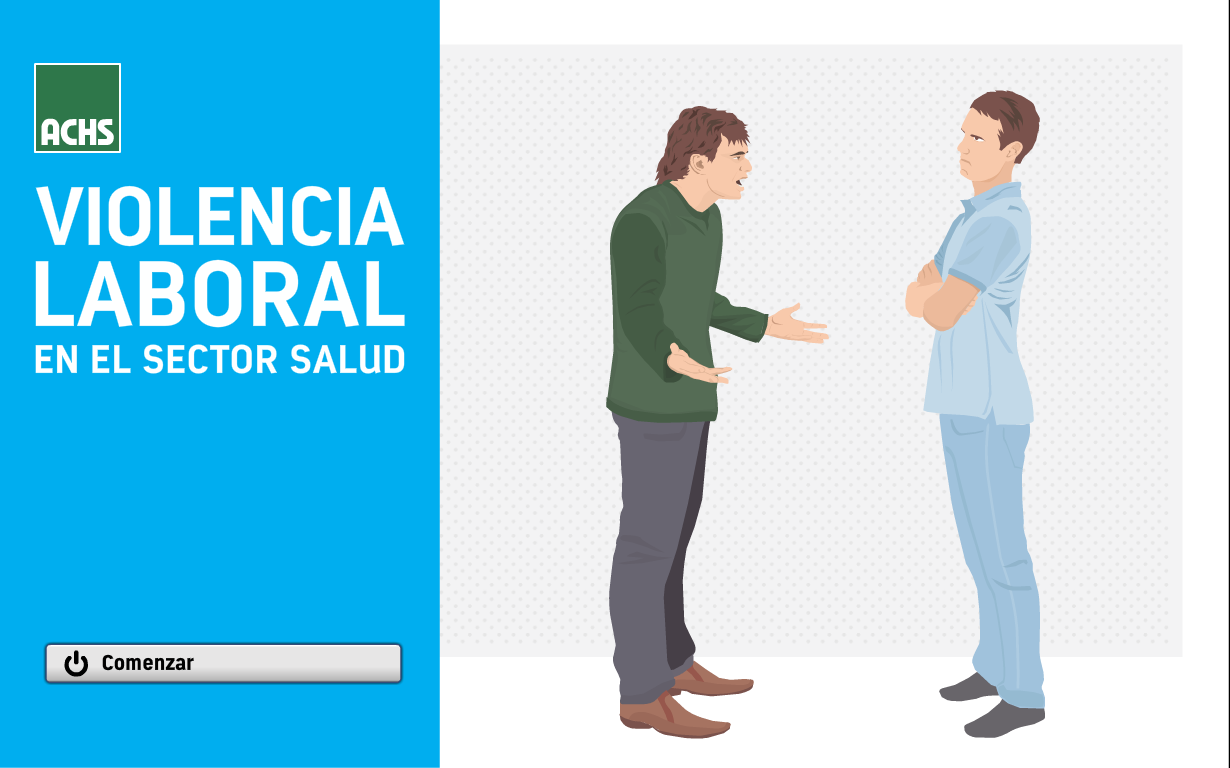 ACHS
VIOLENCIA
LABORAL
EN EL SECTOR SALUD
Comenzar